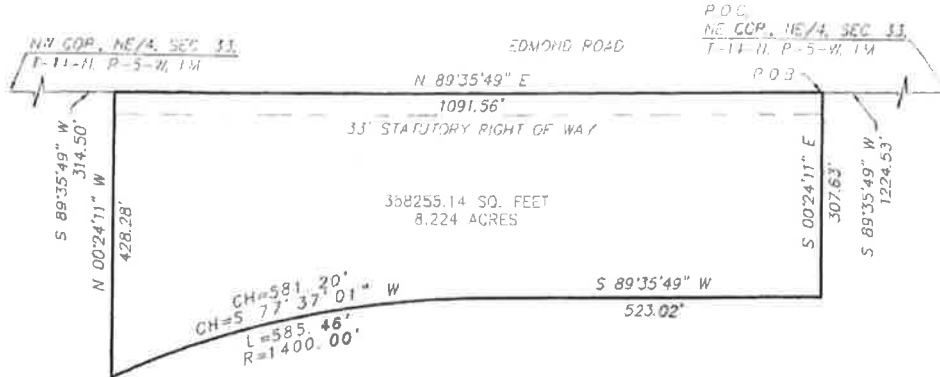 P.O.C.
NW COR., NE/4, SEC 33,
T-14-N, R-5-W, I.M.
EDMOND ROAD
NE COR., NE/4, SEC. 33,
T-14-N, R-5-W, I.M.
N 89°35'49" E
P.O.B.
1091.56'
33' STATUTORY RIGHT OF WAY
S 89°35'49" W
314.50'
N 00°24'11" W
428.28'
358255.14 SQ. FEET
8.224 ACRES
S 00°24'11" E
307.63'
S 89°35'49" W
1224.53'
CH=581.20'
CH=S 77°37'01" W
L=585.46'
R=1400.00'
S 89°35'49" W
523.02'